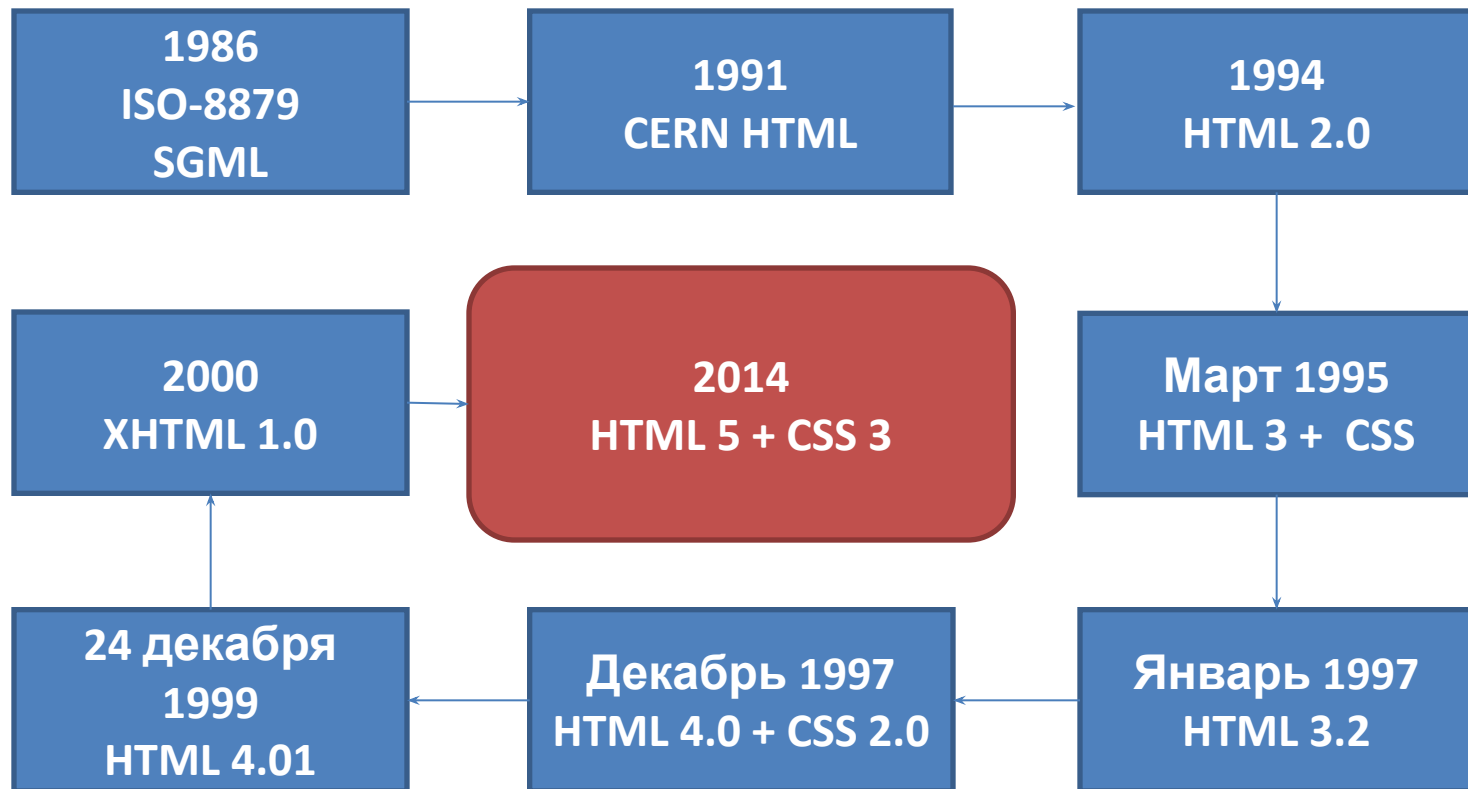 1986
ISO-8879
SGML
1991
CERN HTML
1994
HTML 2.0
Март 1995
HTML 3 +  CSS
Январь 1997
HTML 3.2
Декабрь 1997
HTML 4.0 + CSS 2.0
24 декабря
1999
HTML 4.01
2000
XHTML 1.0
2014
HTML 5 + CSS 3